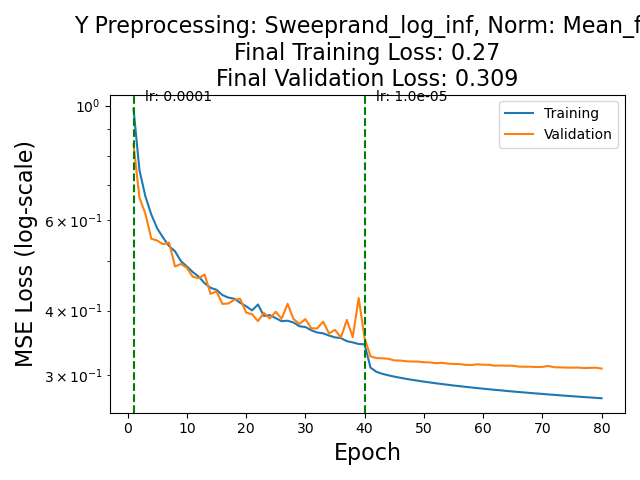 Y Preprocessing: Sweeprand_log_inf, Norm: Mean_f
Final Training Loss: 0.27
Final Validation Loss: 0.309
lr: 0.0001
lr: 1.0e-05
Training
Validation
MSE Loss (log-scale)
10⁰
6 × 10⁻¹
4 × 10⁻¹
3 × 10⁻¹
0 10 20 30 40 50 60 70 80
Epoch